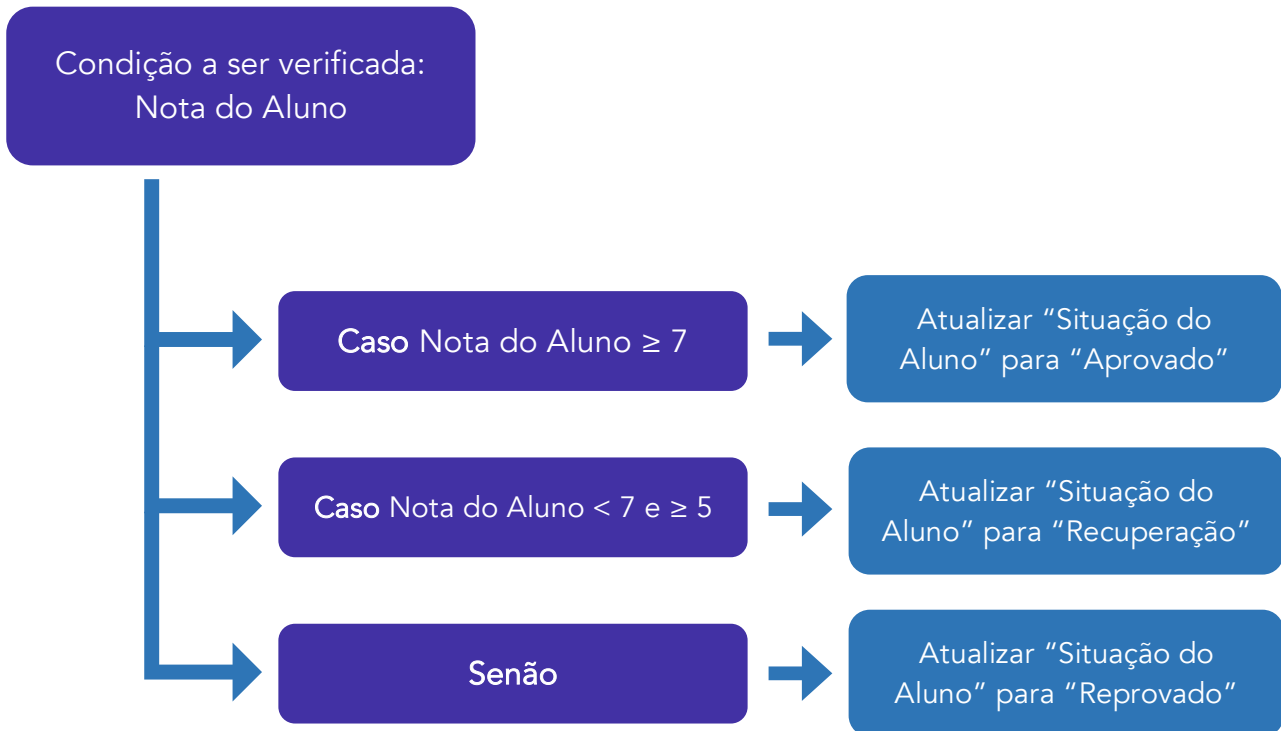 Condição a ser verificada:
Nota do Aluno
Caso Nota do Aluno ≥ 7
Atualizar “Situação do
Aluno” para “Aprovado”
Caso Nota do Aluno < 7 e ≥ 5
Atualizar “Situação do
Aluno” para “Recuperação”
Senão
Atualizar “Situação do
Aluno” para “Reprovado”